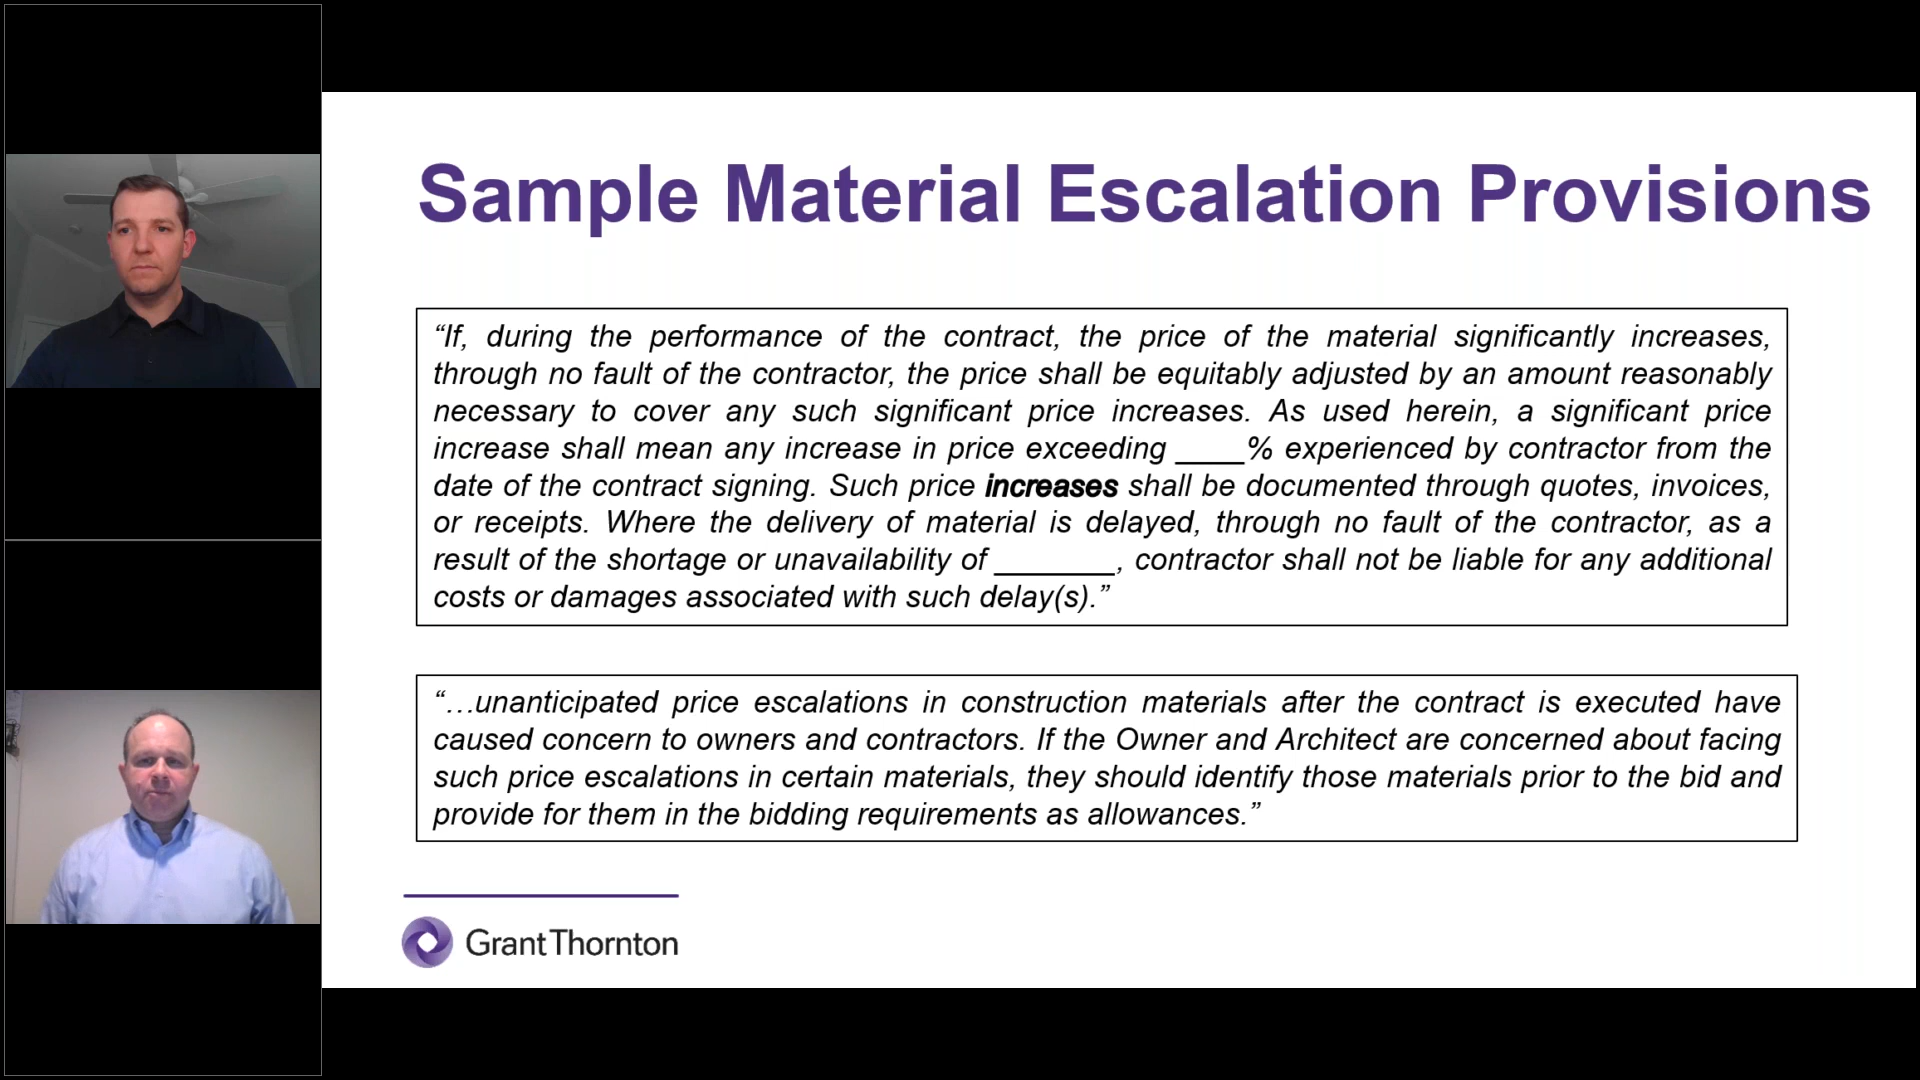 Sample Material Escalation Provisions
“If, during the performance of the contract, the price of the material significantly increases,
through no fault of the contractor, the price shall be equitably adjusted by an amount reasonably
necessary to cover any such significant price increases. As used herein, a significant price
increase shall mean any increase in price exceeding ____% experienced by contractor from the
date of the contract signing. Such price increases shall be documented through quotes, invoices,
or receipts. Where the delivery of material is delayed, through no fault of the contractor, as a
result of the shortage or unavailability of _______, contractor shall not be liable for any additional
costs or damages associated with such delay(s).”
“…unanticipated price escalations in construction materials after the contract is executed have
caused concern to owners and contractors. If the Owner and Architect are concerned about facing
such price escalations in certain materials, they should identify those materials prior to the bid and
provide for them in the bidding requirements as allowances.”
Grant Thornton